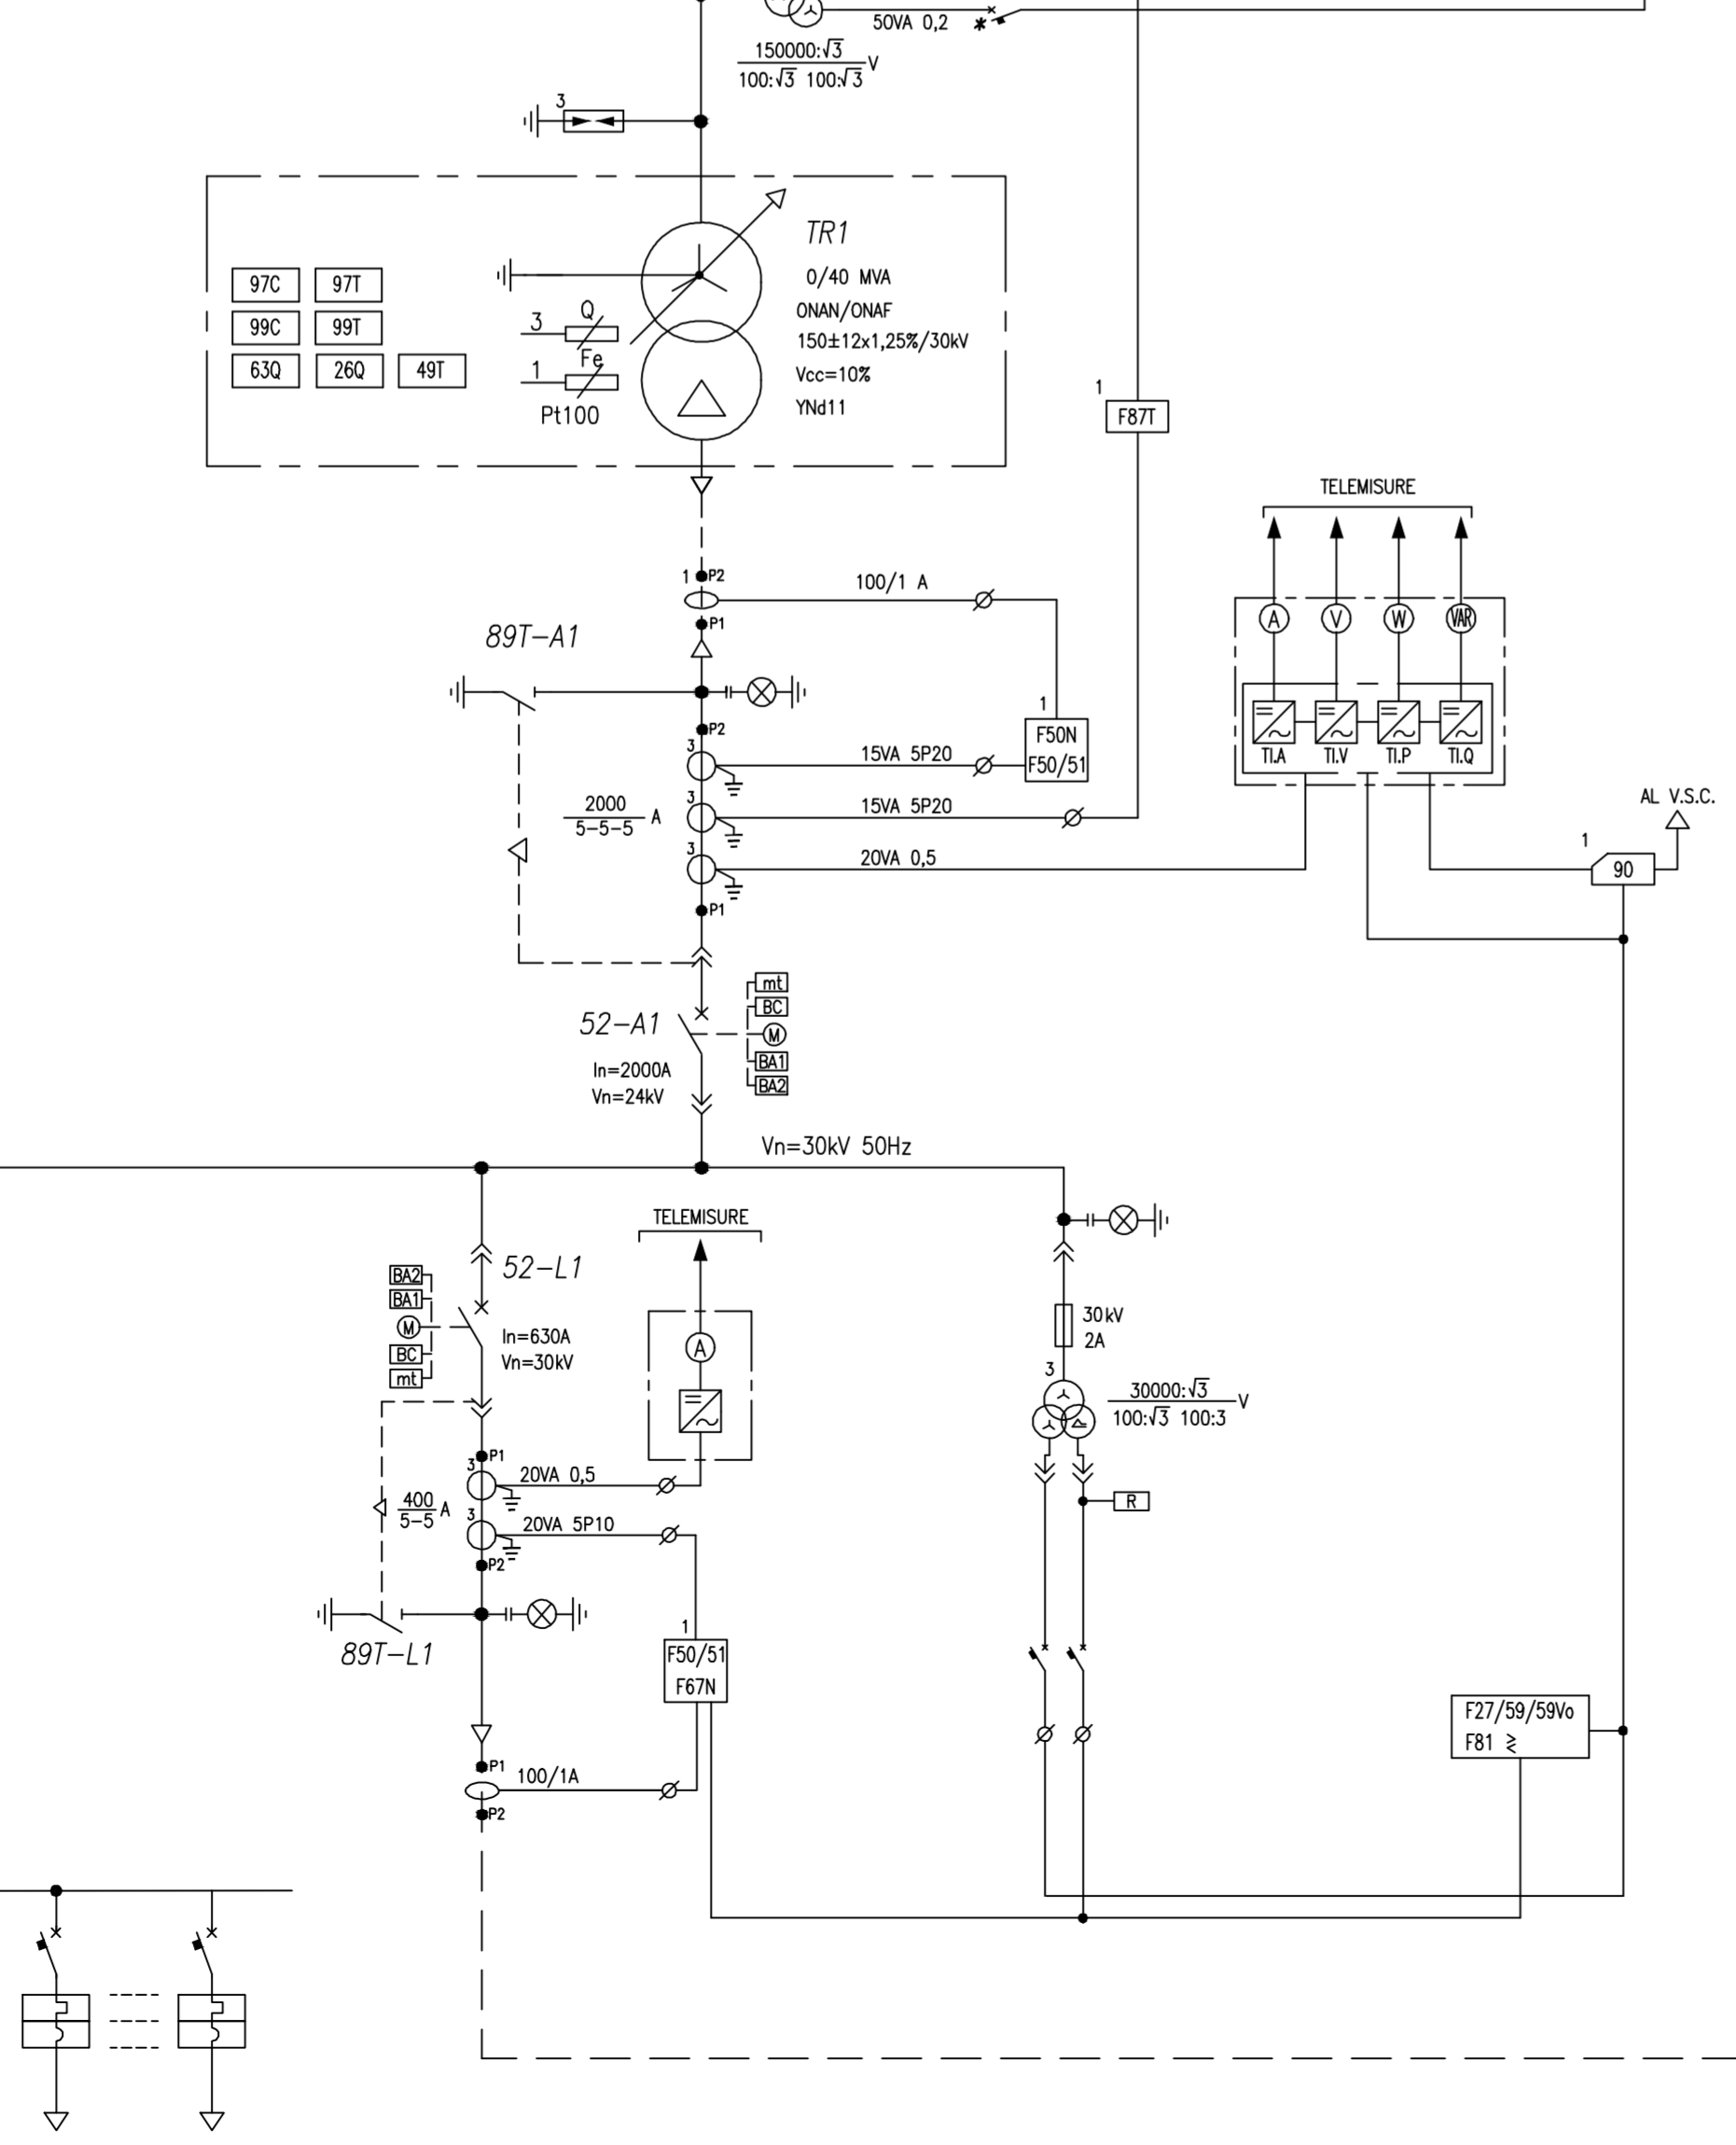 50VA 0,2 *
150000:√3
100:√3 100:√3 V
3
TR1
0/40 MVA
ONAN/ONAF
150±12x1,25%/30kV
Vcc=10%
YNd11
97C 97T
99C 99T
63Q 26Q 49T
3 Q
1 Fe
Pt100
1
F87T
TELEMISURE
A V W VAR
TI.A TI.V TI.P TI.Q
1 P2
100/1 A
P1
89T-A1
P2
1
F50N
F50/51
3
15VA 5P20
3
15VA 5P20
2000
5-5-5 A
3
20VA 0,5
P1
AL V.S.C.
1
90
52-A1
In=2000A
Vn=24kV
mt
BC
M
BA1
BA2
Vn=30kV 50Hz
TELEMISURE
A
52-L1
In=630A
Vn=30kV
BA2
BA1
M
BC
mt
30kV
2A
3
30000:√3
100:√3 100:3 V
R
P1
3
20VA 0,5
400
5-5 A
3
20VA 5P10
P2
89T-L1
1
F50/51
F67N
P1
100/1A
P2
F27/59/59Vo
F81 ≷